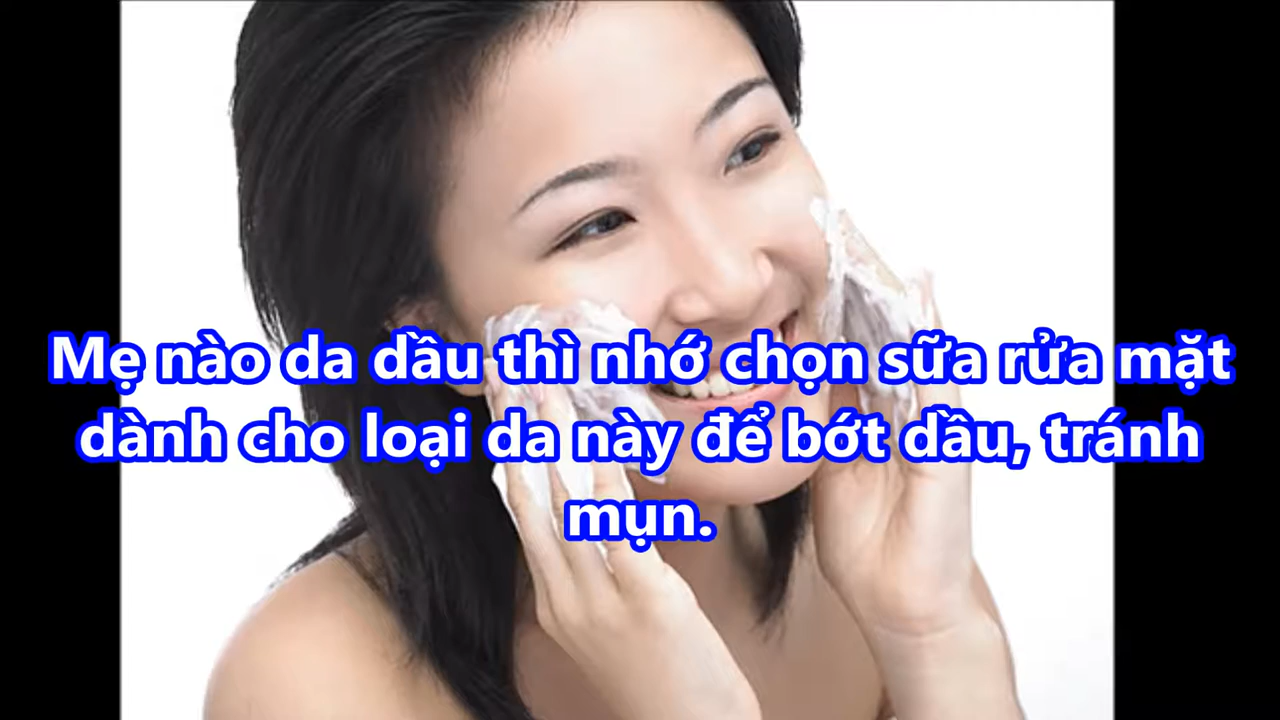 Mẹ nào da dầu thì nhớ chọn sữa rửa mặt
dành cho loại da này để bớt dầu, tránh
mụn.